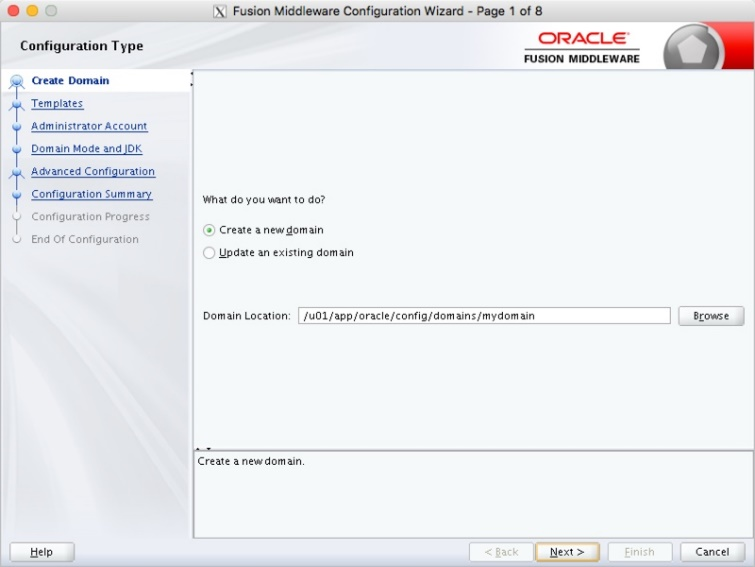 Fusion Middleware Configuration Wizard - Page 1 of 8
Configuration Type
ORACLE
FUSION MIDDLEWARE
Create Domain
Templates
Administrator Account
Domain Mode and JDK
Advanced Configuration
Configuration Summary
Configuration Progress
End Of Configuration
What do you want to do?
Create a new domain
Update an existing domain
Domain Location: /u01/app/oracle/config/domains/mydomain Browse
Create a new domain.
Help < Back Next > Finish Cancel